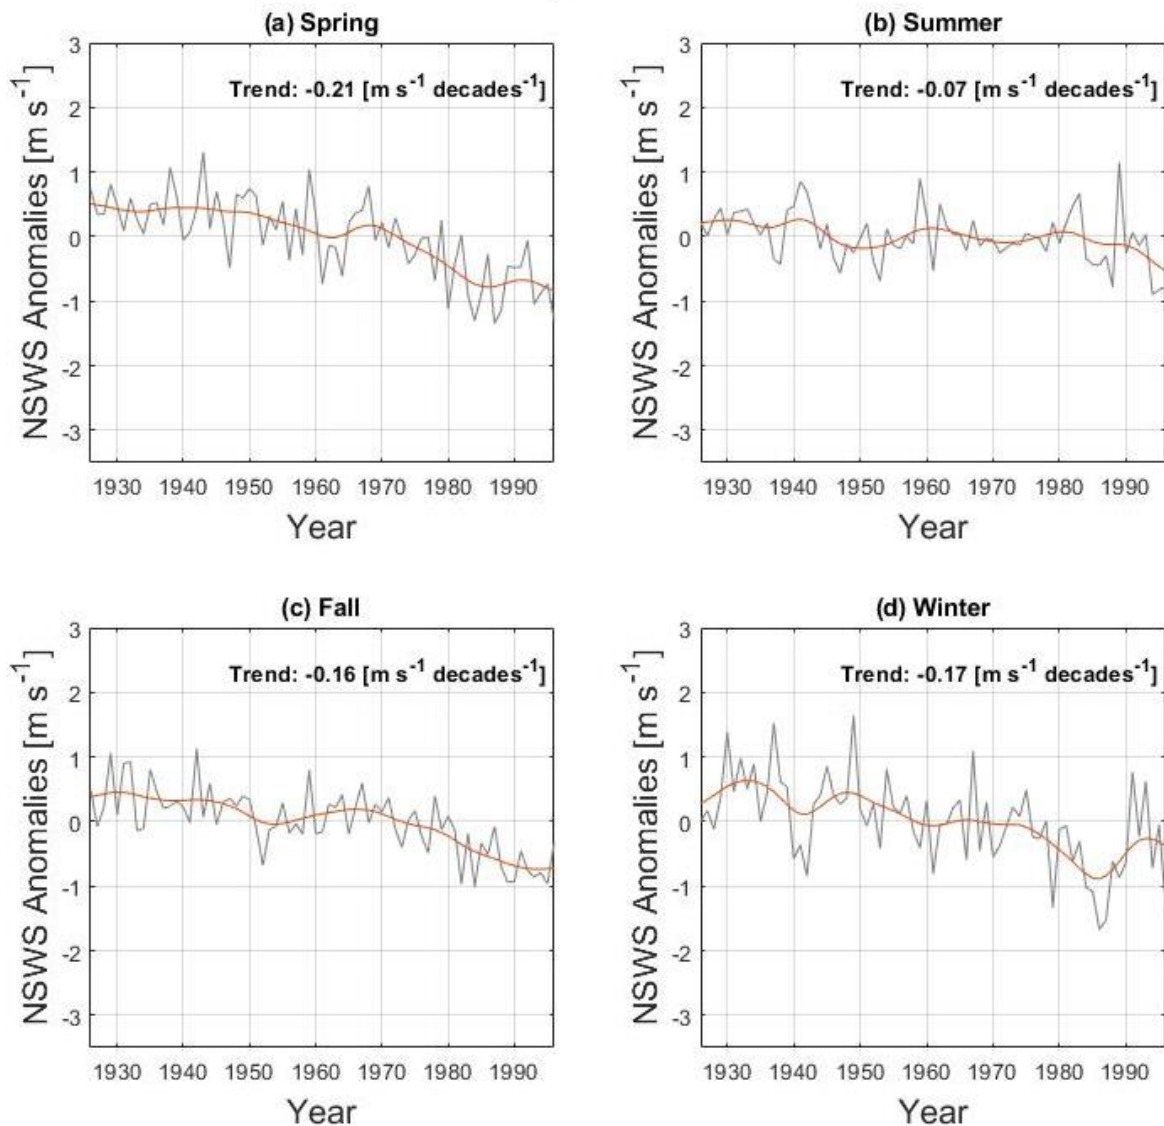 (a) Spring
3
2
1
0
-1
-2
-3
NSWS Anomalies [m s⁻¹]
Trend: -0.21 [m s⁻¹ decades⁻¹]
1930 1940 1950 1960 1970 1980 1990
Year
(b) Summer
3
2
1
0
-1
-2
-3
NSWS Anomalies [m s⁻¹]
Trend: -0.07 [m s⁻¹ decades⁻¹]
1930 1940 1950 1960 1970 1980 1990
Year
(c) Fall
3
2
1
0
-1
-2
-3
NSWS Anomalies [m s⁻¹]
Trend: -0.16 [m s⁻¹ decades⁻¹]
1930 1940 1950 1960 1970 1980 1990
Year
(d) Winter
3
2
1
0
-1
-2
-3
NSWS Anomalies [m s⁻¹]
Trend: -0.17 [m s⁻¹ decades⁻¹]
1930 1940 1950 1960 1970 1980 1990
Year